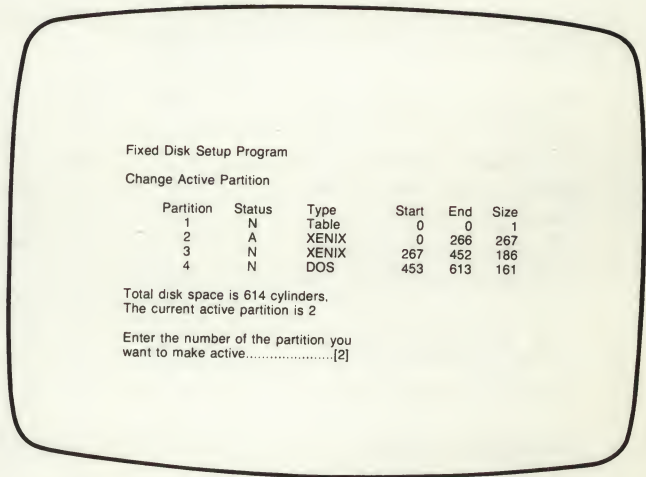 Fixed Disk Setup Program
Change Active Partition
Partition Status Type Start End Size
1 N Table 0 0 1
2 A XENIX 0 266 267
3 N XENIX 267 452 186
4 N DOS 453 613 161
Total disk space is 614 cylinders.
The current active partition is 2
Enter the number of the partition you
want to make active......................[2]